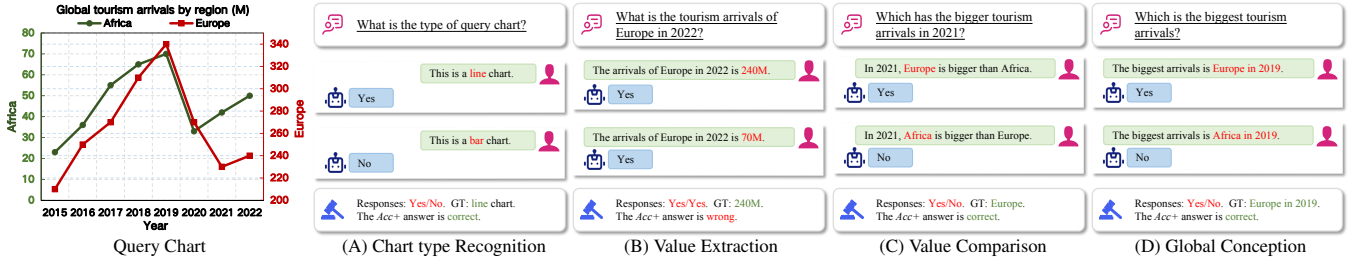 Global tourism arrivals by region (M)
Africa
Europe
80
70
60
50
40
30
20
10
0
Africa
340
320
300
280
260
240
220
200
Europe
2015 2016 2017 2018 2019 2020 2021 2022
Year
Query Chart
What is the type of query chart?
This is a line chart.
Yes
This is a bar chart.
No
Responses: Yes/No. GT: line chart.
The Acc+ answer is correct.
(A) Chart type Recognition
What is the tourism arrivals of
Europe in 2022?
The arrivals of Europe in 2022 is 240M.
Yes
The arrivals of Europe in 2022 is 70M.
Yes
Responses: Yes/Yes. GT: 240M.
The Acc+ answer is wrong.
(B) Value Extraction
Which has the bigger tourism
arrivals in 2021?
In 2021, Europe is bigger than Africa.
Yes
In 2021, Africa is bigger than Europe.
No
Responses: Yes/No. GT: Europe.
The Acc+ answer is correct.
(C) Value Comparison
Which is the biggest tourism
arrivals?
The biggest arrivals is Europe in 2019.
Yes
The biggest arrivals is Africa in 2019.
No
Responses: Yes/No. GT: Europe in 2019.
The Acc+ answer is correct.
(D) Global Conception